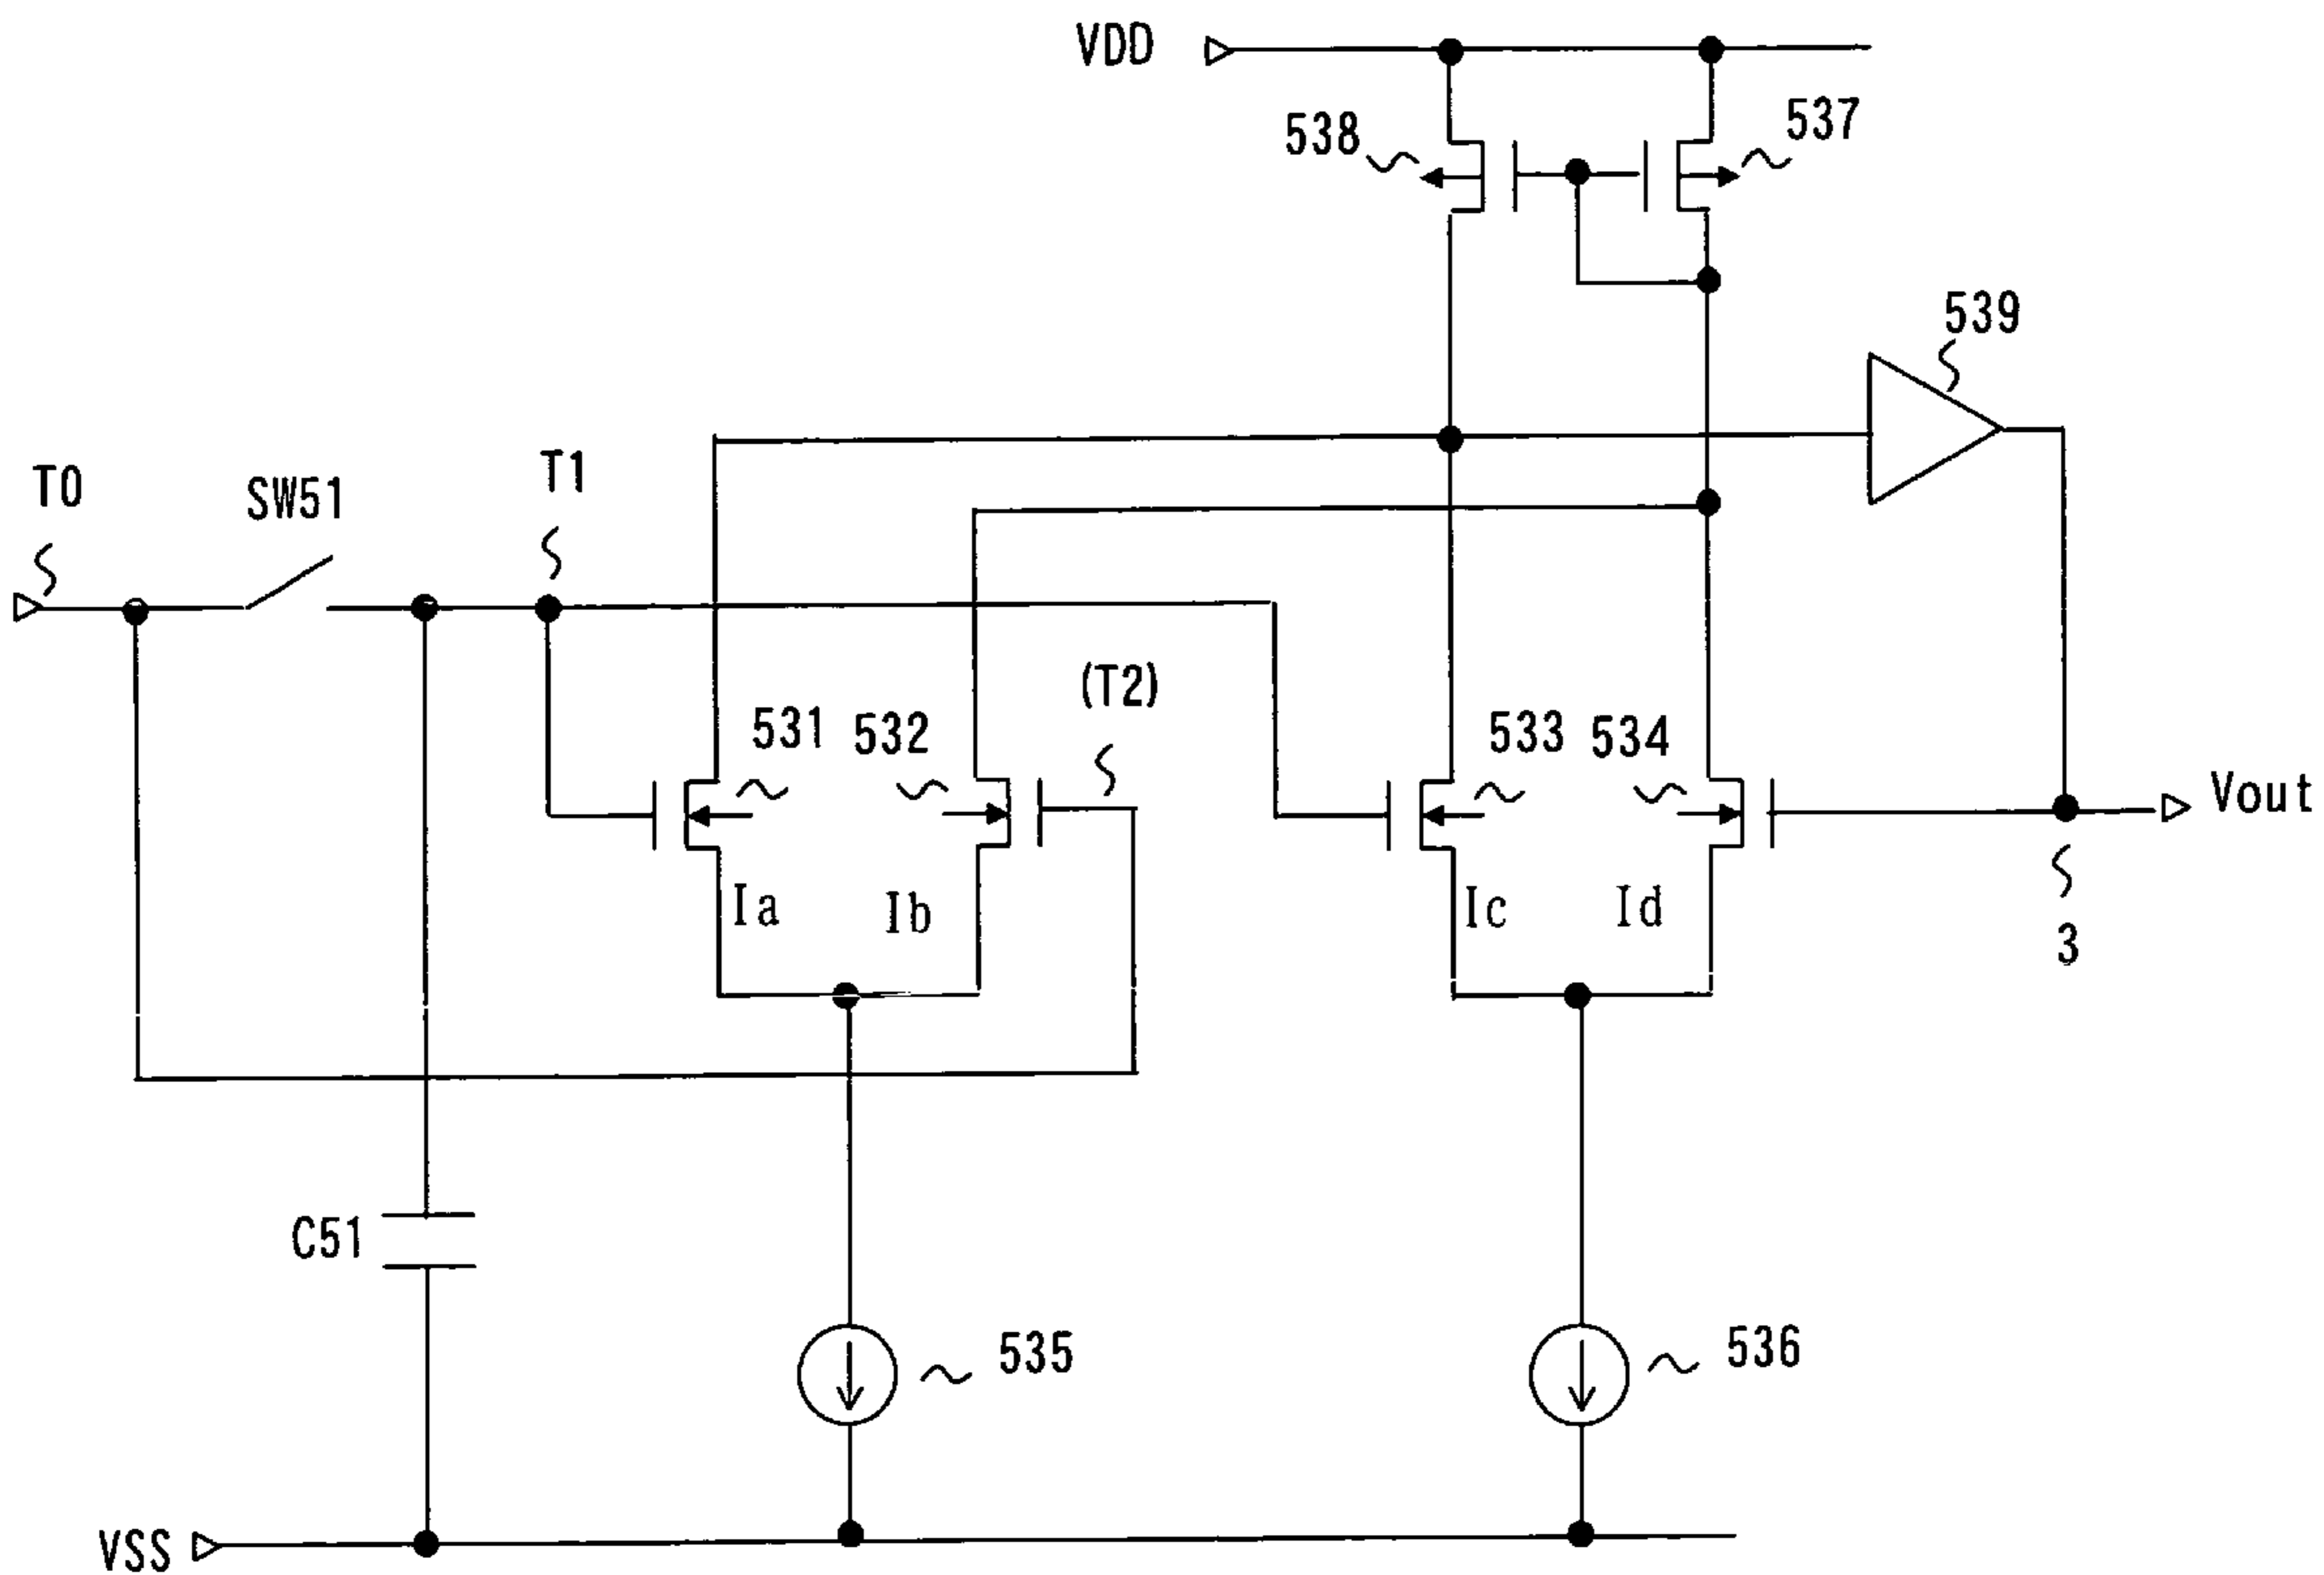 VDD
538
537
539
T0
SW51
T1
(T2)
531
532
533
534
Vout
Ia
Ib
Ic
Id
3
C51
535
536
VSS